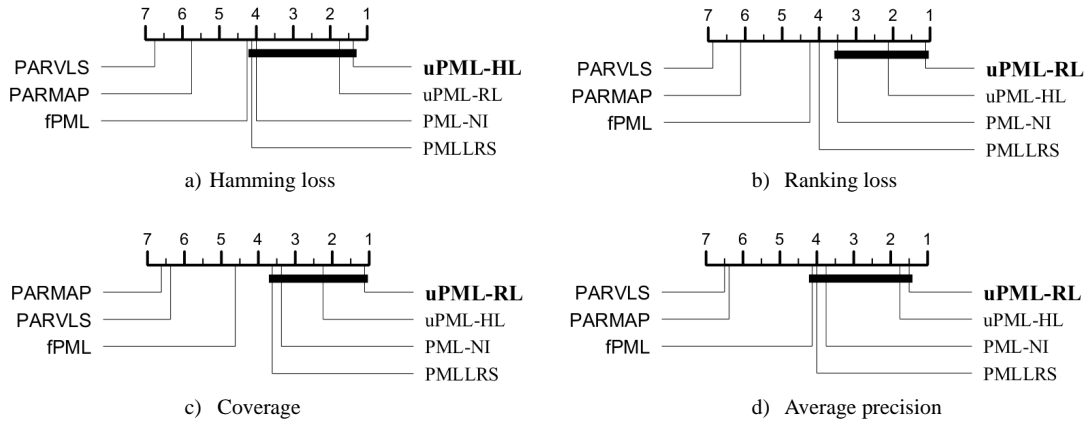 7 6 5 4 3 2 1
PARVLS uPML-HL
PARMAP uPML-RL
fPML PML-NI
PMLLRS
a) Hamming loss
7 6 5 4 3 2 1
PARVLS uPML-RL
PARMAP uPML-HL
fPML PML-NI
PMLLRS
b) Ranking loss
7 6 5 4 3 2 1
PARMAP uPML-RL
PARVLS uPML-HL
fPML PML-NI
PMLLRS
c) Coverage
7 6 5 4 3 2 1
PARVLS uPML-RL
PARMAP uPML-HL
fPML PML-NI
PMLLRS
d) Average precision